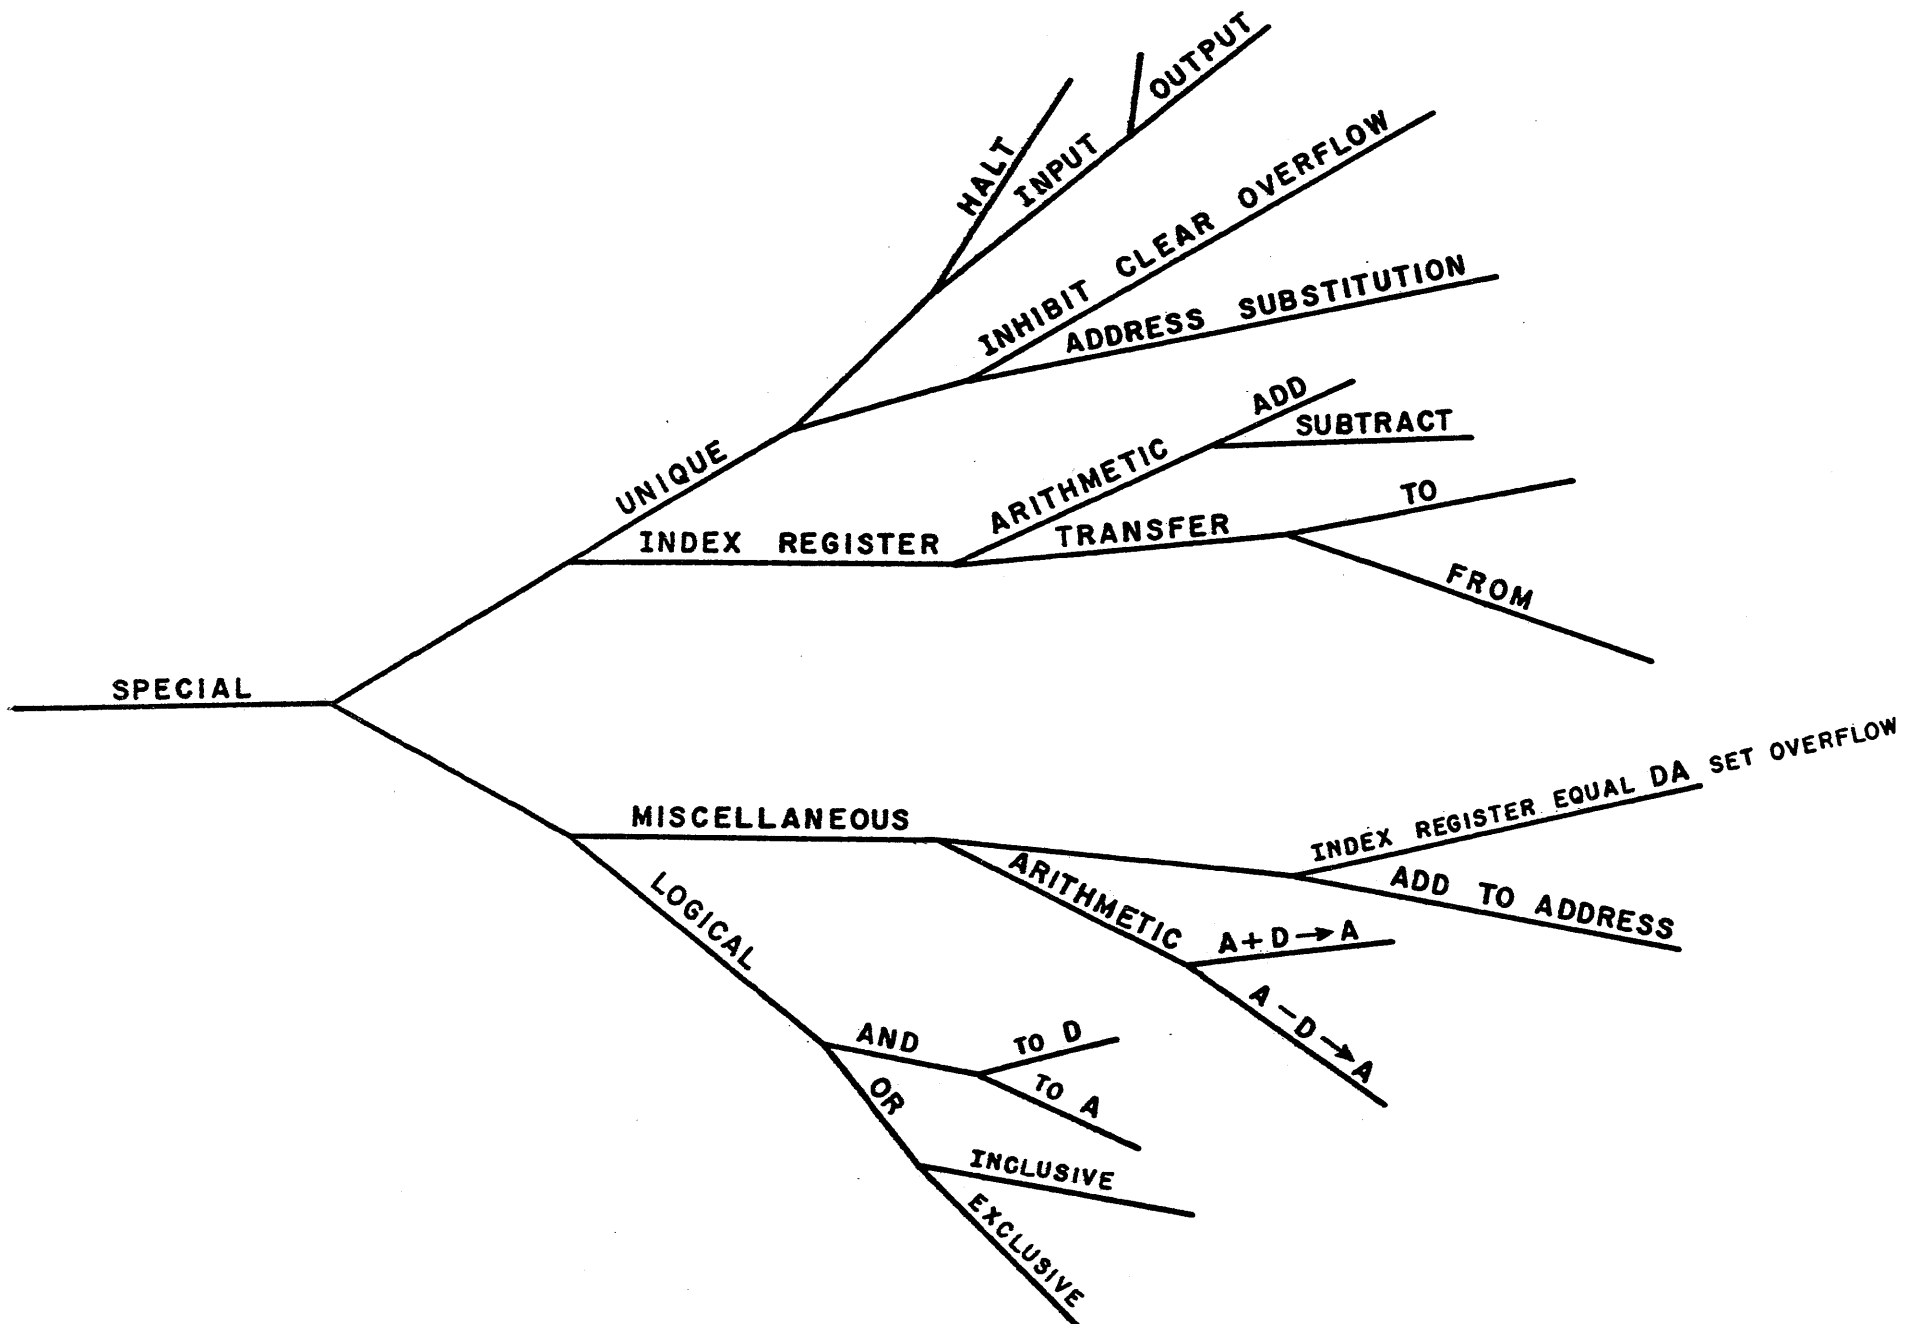 OUTPUT
HALT
INPUT
INHIBIT CLEAR OVERFLOW
ADDRESS SUBSTITUTION
ADD
SUBTRACT
UNIQUE
ARITHMETIC
TO
INDEX REGISTER
TRANSFER
FROM
SPECIAL
INDEX REGISTER EQUAL DA SET OVERFLOW
MISCELLANEOUS
ADD TO ADDRESS
ARITHMETIC
A+D→A
LOGICAL
A-D→A
AND
TO D
TO A
OR
INCLUSIVE
EXCLUSIVE